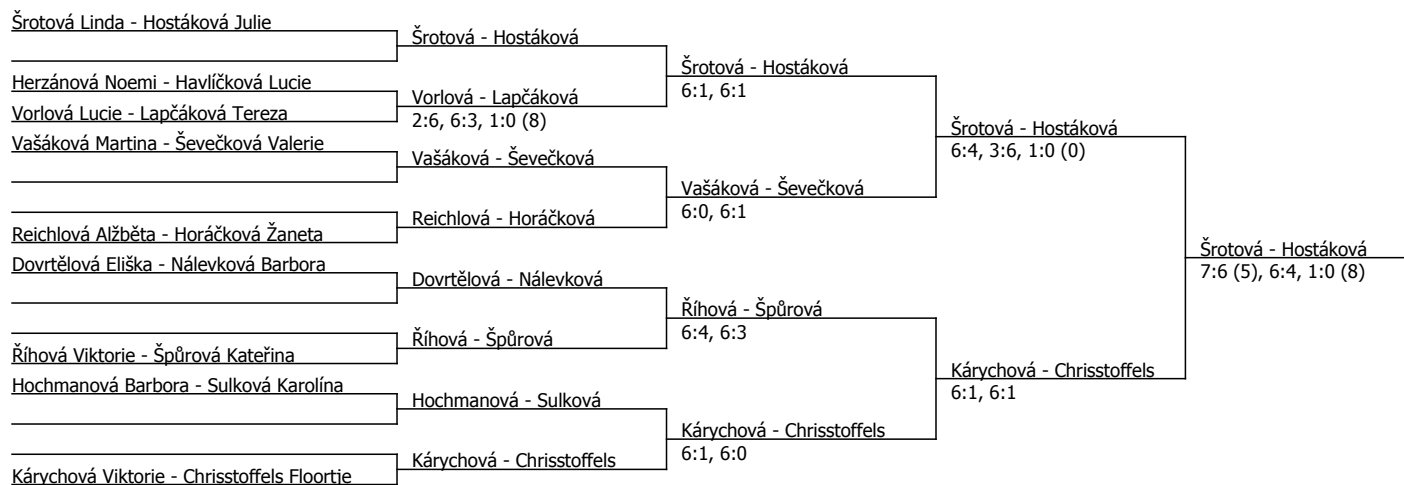 Šrotová Linda - Hostáková Julie
Herzánová Noemi - Havlíčková Lucie
Vorlová Lucie - Lapčáková Tereza
Vašáková Martina - Ševečková Valerie
Reichlová Alžběta - Horáčková Žaneta
Dovrtělová Eliška - Nálevková Barbora
Říhová Viktorie - Špůrová Kateřina
Hochmanová Barbora - Sulková Karolína
Kárychová Viktorie - Chrisstoffels Floortje
Šrotová - Hostáková
Vorlová - Lapčáková
2:6, 6:3, 1:0 (8)
Vašáková - Ševečková
Reichlová - Horáčková
Dovrtělová - Nálevková
Říhová - Špůrová
Hochmanová - Sulková
Kárychová - Chrisstoffels
Šrotová - Hostáková
6:1, 6:1
Vašáková - Ševečková
6:0, 6:1
Říhová - Špůrová
6:4, 6:3
Kárychová - Chrisstoffels
6:1, 6:0
Šrotová - Hostáková
6:4, 3:6, 1:0 (0)
Kárychová - Chrisstoffels
6:1, 6:1
Šrotová - Hostáková
7:6 (5), 6:4, 1:0 (8)